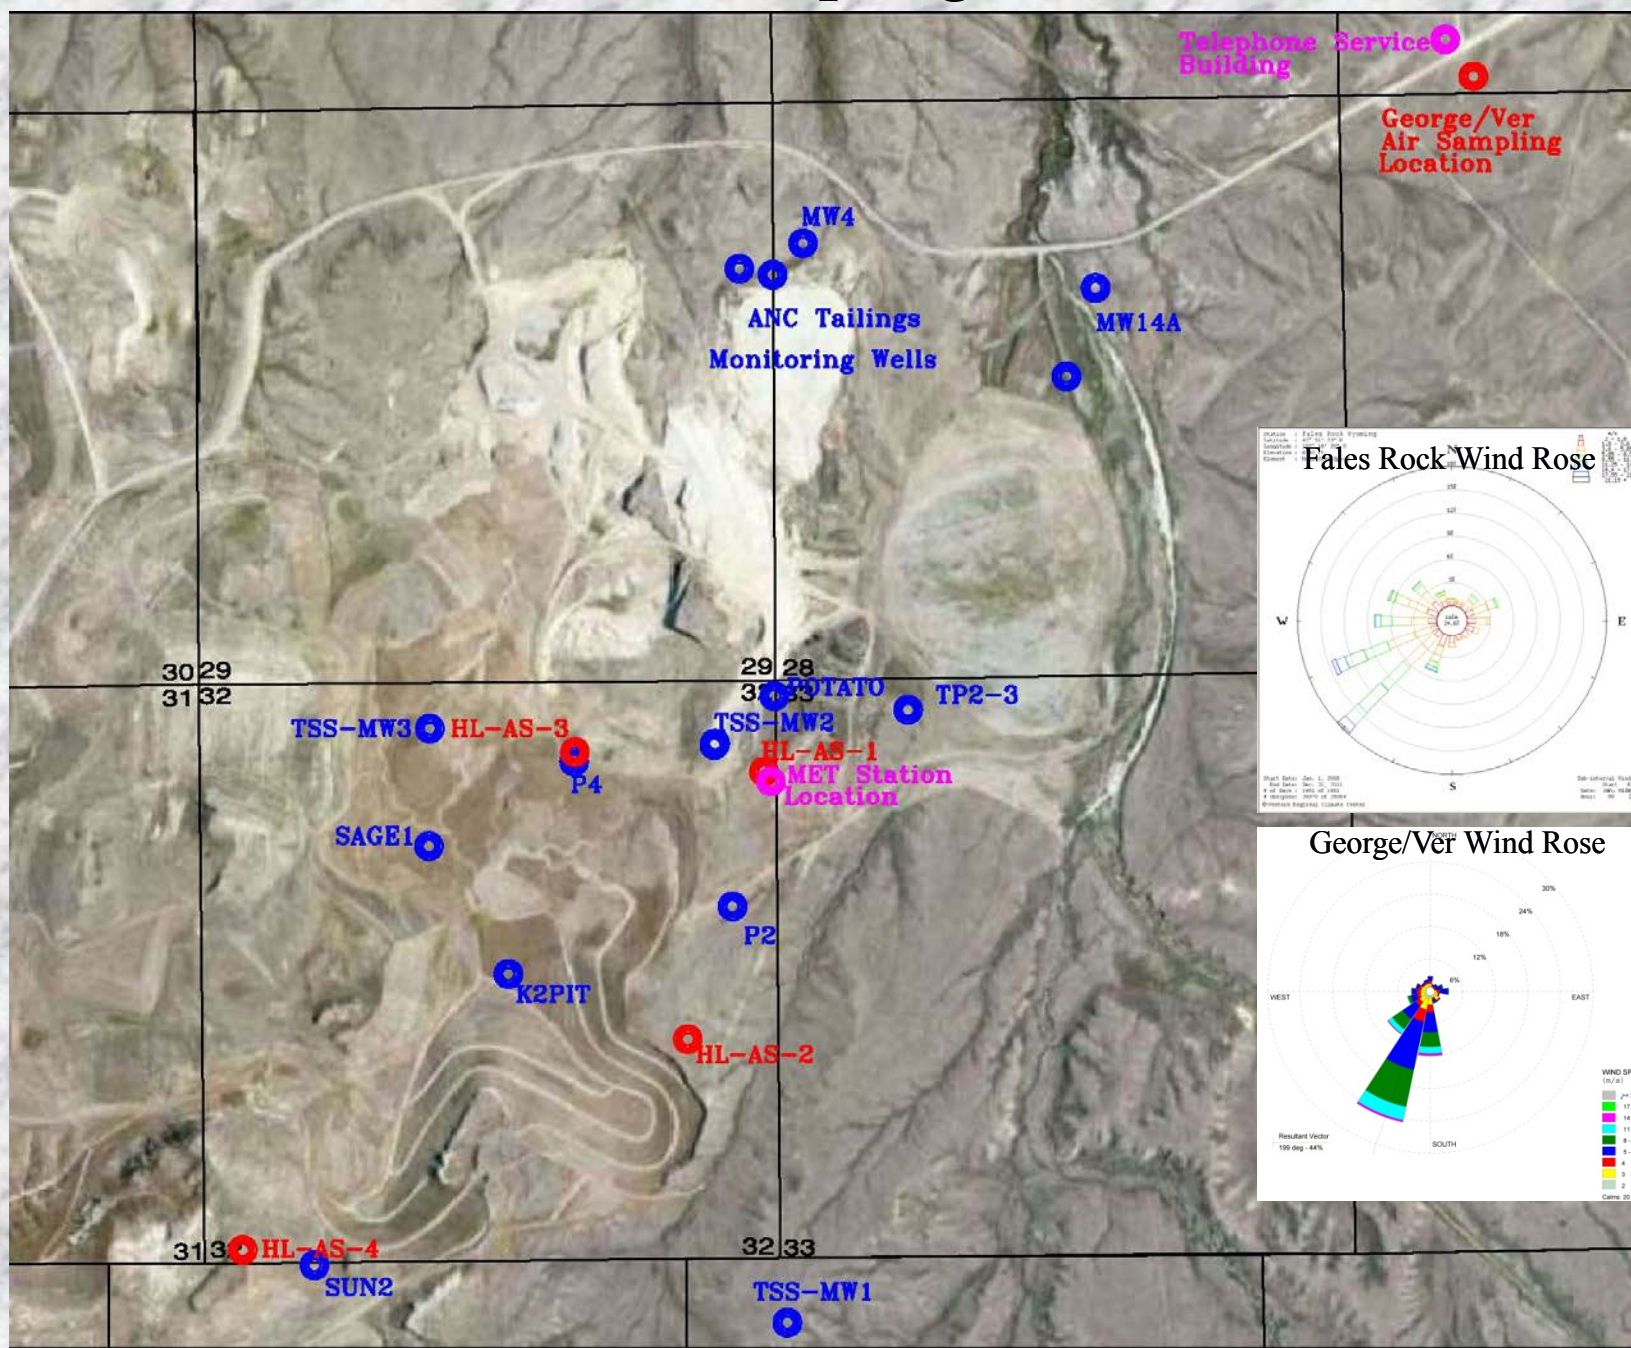 Telephone Service
Building
George/Ver
Air Sampling
Location
MW4
ANC Tailings
MW14A
Monitoring Wells
Fales Rock Wind Rose
N
W
E
S
30 29
31 32
29 28
POTATO
TP2-3
TSS-MW3
HL-AS-3
TSS-MW2
HL-AS-1
P4
MET Station
Location
SAGE1
George/Ver Wind Rose
NORTH
30%
24%
18%
12%
6%
WEST
EAST
SOUTH
Resultant Vector
199 deg - 44%
P2
K2PIT
HL-AS-2
31
32 33
HL-AS-4
SUN2
TSS-MW1